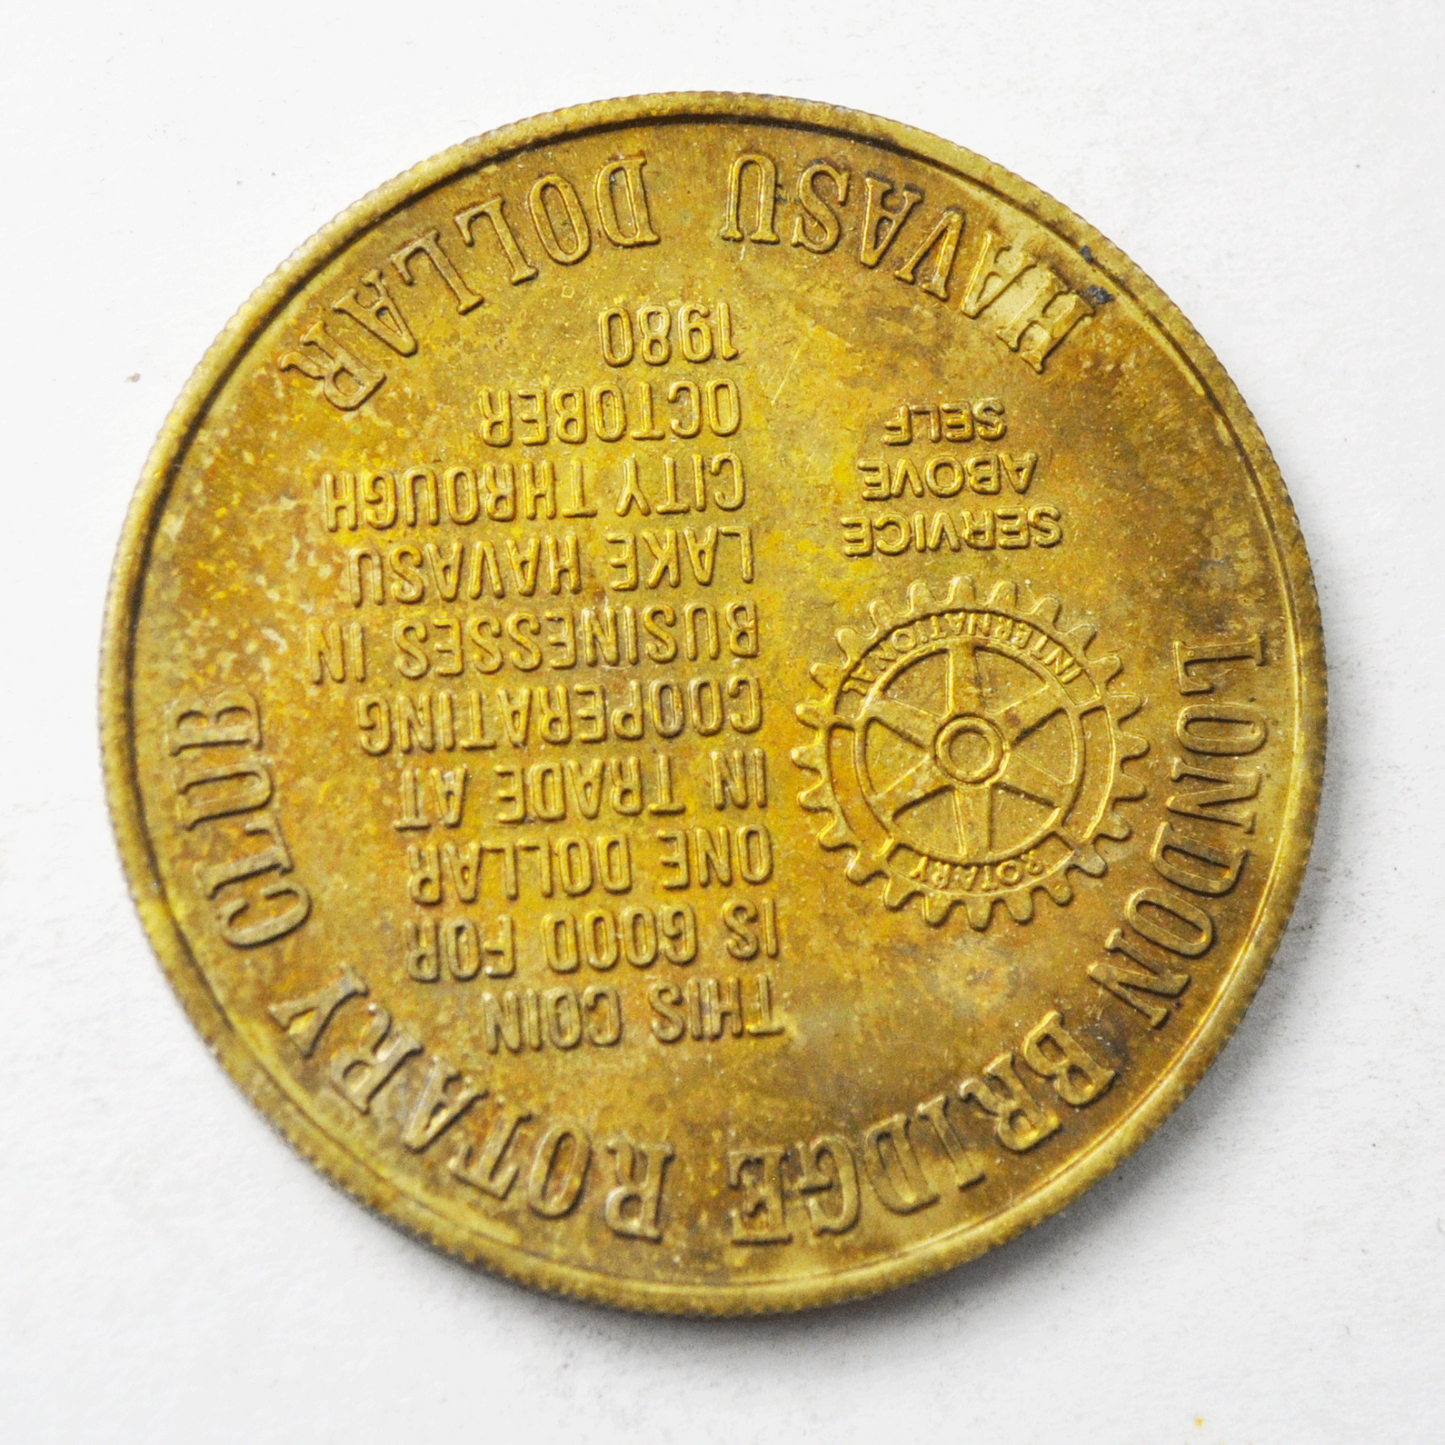 LONDON BRIDGE ROTARY CLUB
THIS COIN
IS GOOD FOR
ONE DOLLAR
IN TRADE AT
COOPERATING
BUSINESSES IN
LAKE HAVASU
CITY THROUGH
OCTOBER
1980
ROTARY
INTERNATIONAL
SERVICE
ABOVE
SELF
HAVASU DOLLAR